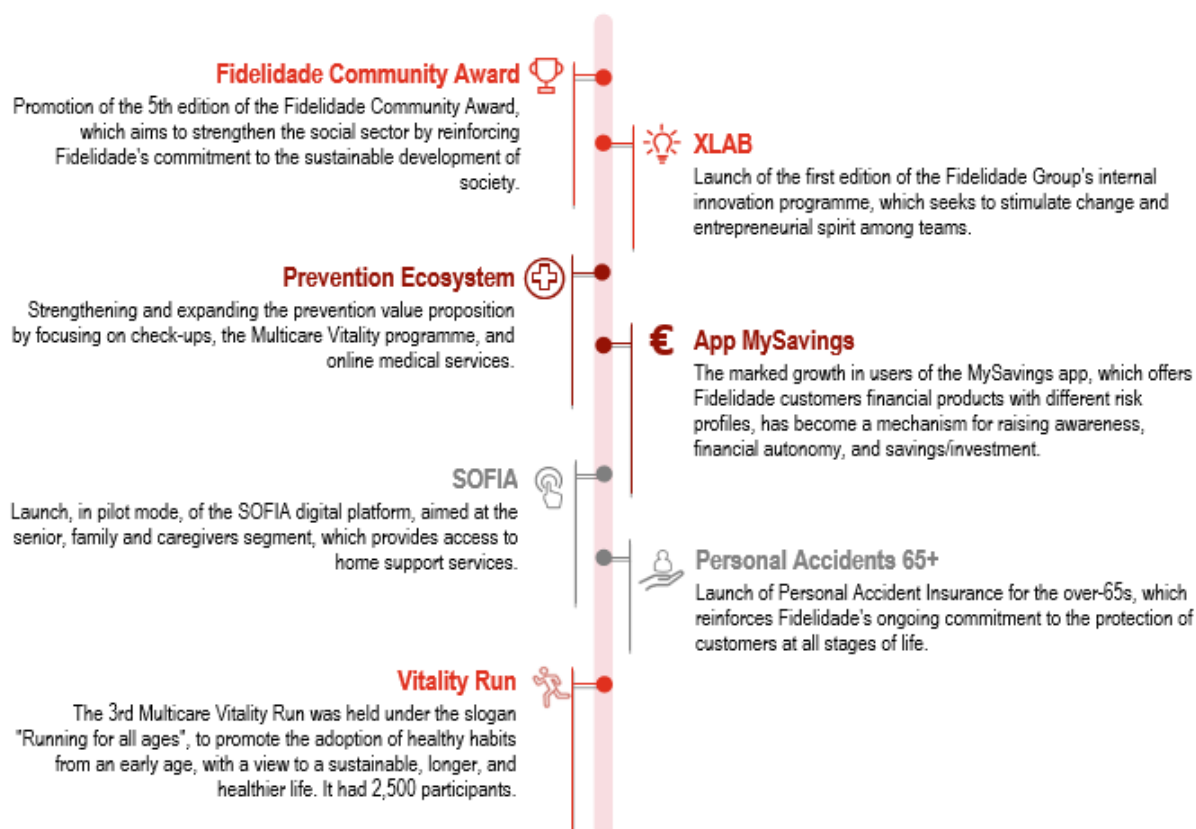 Fidelidade Community Award
Promotion of the 5th edition of the Fidelidade Community Award,
which aims to strengthen the social sector by reinforcing
Fidelidade's commitment to the sustainable development of
society.
XLAB
Launch of the first edition of the Fidelidade Group's internal
innovation programme, which seeks to stimulate change and
entrepreneurial spirit among teams.
Prevention Ecosystem
Strengthening and expanding the prevention value proposition
by focusing on check-ups, the Multicare Vitality programme, and
online medical services.
€ App MySavings
The marked growth in users of the MySavings app, which offers
Fidelidade customers financial products with different risk
profiles, has become a mechanism for raising awareness,
financial autonomy, and savings/investment.
SOFIA
Launch, in pilot mode, of the SOFIA digital platform, aimed at the
senior, family and caregivers segment, which provides access to
home support services.
Personal Accidents 65+
Launch of Personal Accident Insurance for the over-65s, which
reinforces Fidelidade's ongoing commitment to the protection of
customers at all stages of life.
Vitality Run
The 3rd Multicare Vitality Run was held under the slogan
"Running for all ages", to promote the adoption of healthy habits
from an early age, with a view to a sustainable, longer, and
healthier life. It had 2,500 participants.